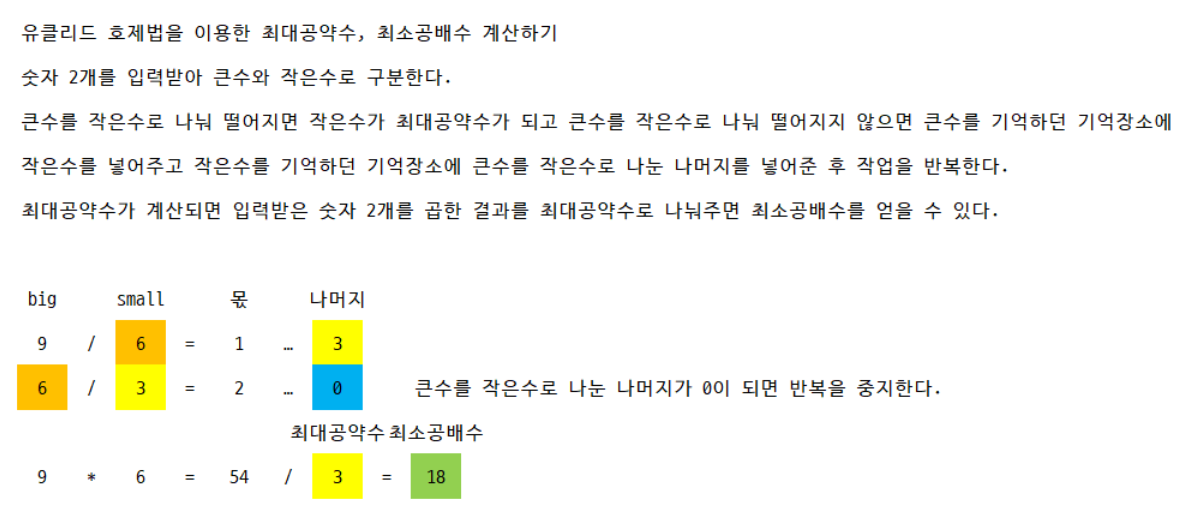 유클리드 호제법을 이용한 최대공약수, 최소공배수 계산하기
숫자 2개를 입력받아 큰수와 작은수로 구분한다.
큰수를 작은수로 나눠 떨어지면 작은수가 최대공약수가 되고 큰수를 작은수로 나눠 떨어지지 않으면 큰수를 기억하던 기억장소에
작은수를 넣어주고 작은수를 기억하던 기억장소에 큰수를 작은수로 나눈 나머지를 넣어준 후 작업을 반복한다.
최대공약수가 계산되면 입력받은 숫자 2개를 곱한 결과를 최대공약수로 나눠주면 최소공배수를 얻을 수 있다.
big small 몫 나머지
9 / 6 = 1 … 3
6 / 3 = 2 … 0 큰수를 작은수로 나눈 나머지가 0이 되면 반복을 중지한다.
최대공약수 최소공배수
9 * 6 = 54 / 3 = 18